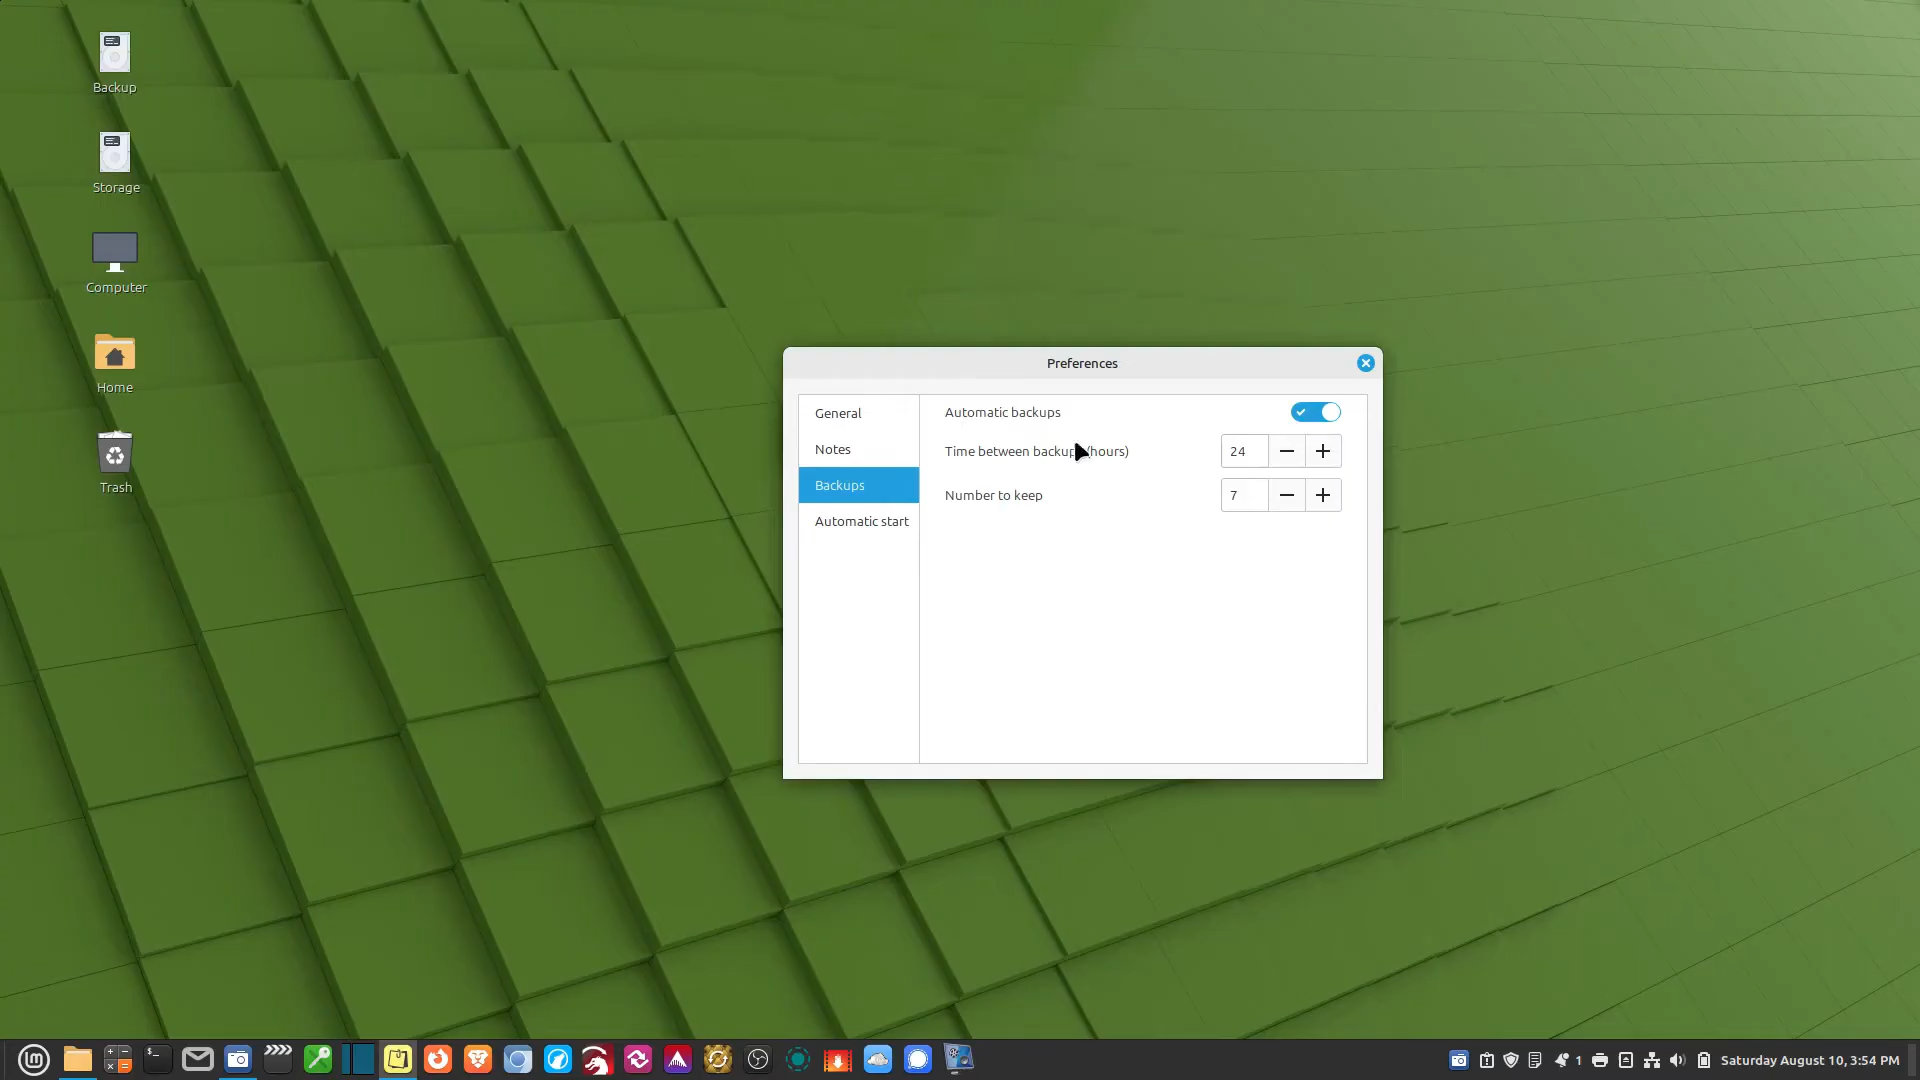 Backup
Storage
Computer
Home
Trash
Preferences
General
Notes
Backups
Automatic start
Automatic backups
Time between backup (hours) 24
Number to keep 7
1
Saturday August 10, 3:54 PM